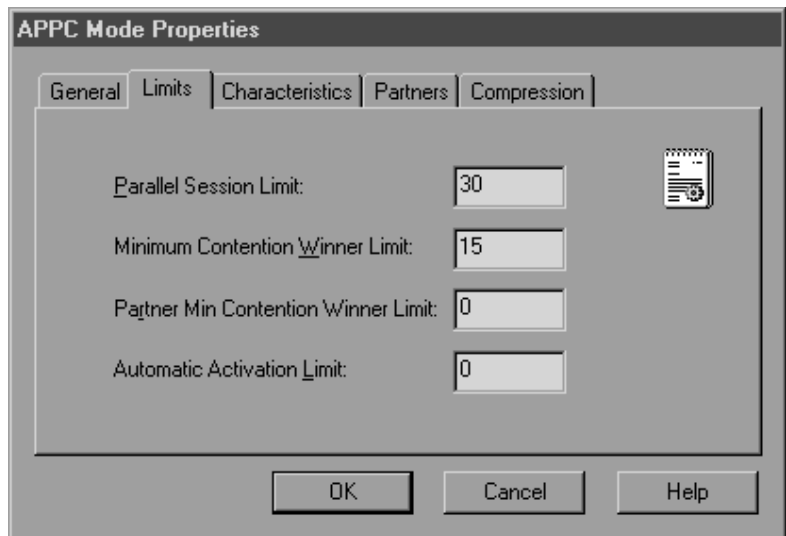 APPC Mode Properties
General Limits Characteristics Partners Compression
Parallel Session Limit: 30
Minimum Contention Winner Limit: 15
Partner Min Contention Winner Limit: 0
Automatic Activation Limit: 0
OK Cancel Help